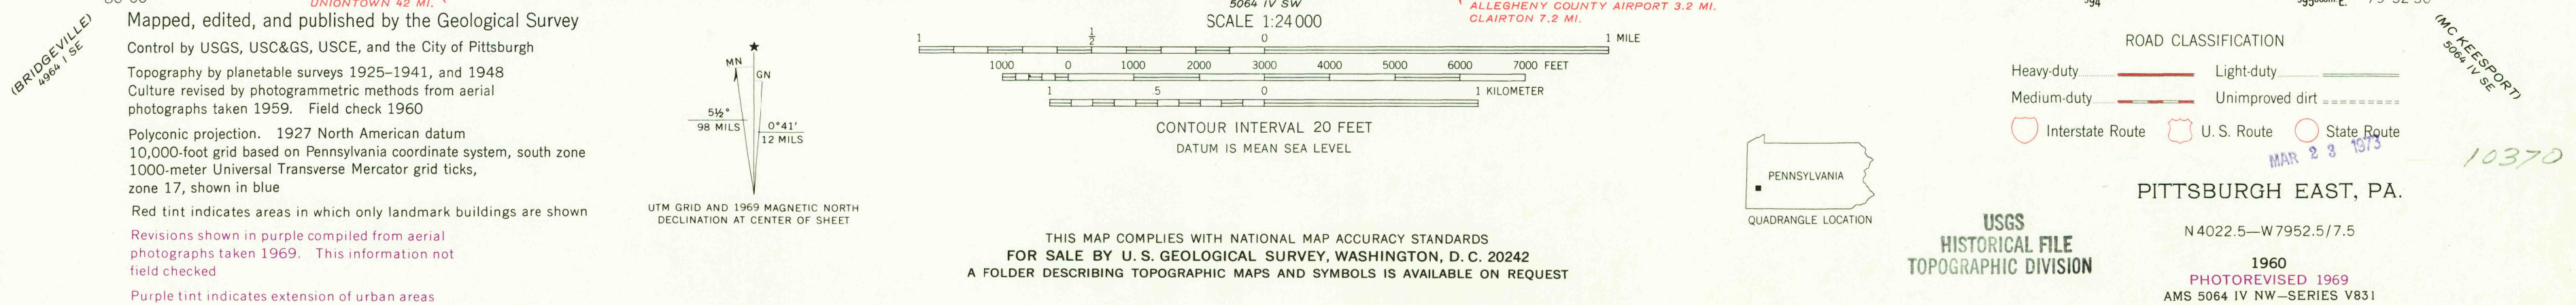 UNIONTOWN 42 MI.
5064 IV SW
ALLEGHENY COUNTY AIRPORT 3.2 MI.
CLAIRTON 7.2 MI.
(BRIDGEVILLE)
4964 I SE
Mapped, edited, and published by the Geological Survey
Control by USGS, USC&GS, USCE, and the City of Pittsburgh
Topography by planetable surveys 1925–1941, and 1948
Culture revised by photogrammetric methods from aerial
photographs taken 1959. Field check 1960
Polyconic projection. 1927 North American datum
10,000-foot grid based on Pennsylvania coordinate system, south zone
1000-meter Universal Transverse Mercator grid ticks,
zone 17, shown in blue
Red tint indicates areas in which only landmark buildings are shown
Revisions shown in purple compiled from aerial
photographs taken 1969. This information not
field checked
Purple tint indicates extension of urban areas
★
MN
GN
5½°
98 MILS
0°41'
12 MILS
UTM GRID AND 1969 MAGNETIC NORTH
DECLINATION AT CENTER OF SHEET
SCALE 1:24 000
1 ½ 0 1 MILE
1000 0 1000 2000 3000 4000 5000 6000 7000 FEET
1 .5 0 1 KILOMETER
CONTOUR INTERVAL 20 FEET
DATUM IS MEAN SEA LEVEL
THIS MAP COMPLIES WITH NATIONAL MAP ACCURACY STANDARDS
FOR SALE BY U. S. GEOLOGICAL SURVEY, WASHINGTON, D. C. 20242
A FOLDER DESCRIBING TOPOGRAPHIC MAPS AND SYMBOLS IS AVAILABLE ON REQUEST
PENNSYLVANIA
QUADRANGLE LOCATION
ROAD CLASSIFICATION
Heavy-duty Light-duty
Medium-duty Unimproved dirt
Interstate Route U. S. Route State Route
MAR 23 1973
10370
(MC KEESPORT)
5064 IV SE
USGS
HISTORICAL FILE
TOPOGRAPHIC DIVISION
PITTSBURGH EAST, PA.
N4022.5—W7952.5/7.5
1960
PHOTOREVISED 1969
AMS 5064 IV NW—SERIES V831